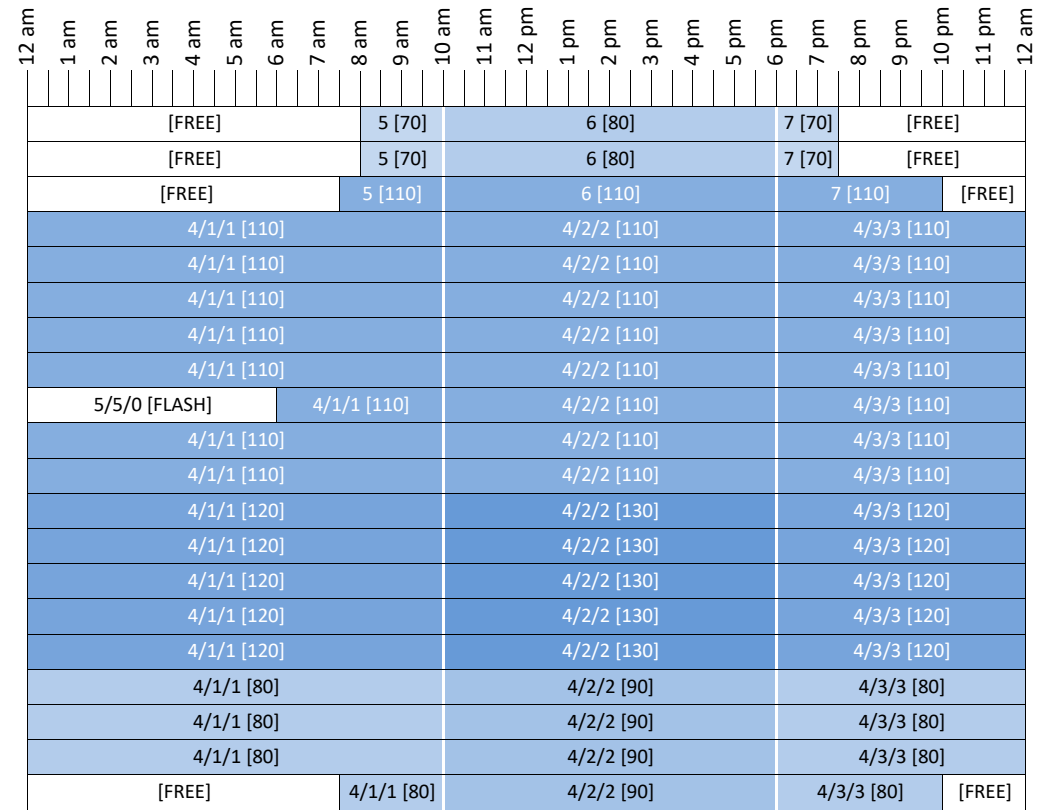 12 am 1 am 2 am 3 am 4 am 5 am 6 am 7 am 8 am 9 am 10 am 11 am 12 pm 1 pm 2 pm 3 pm 4 pm 5 pm 6 pm 7 pm 8 pm 9 pm 10 pm 11 pm 12 am
[FREE] 5 [70] 6 [80] 7 [70] [FREE]
[FREE] 5 [70] 6 [80] 7 [70] [FREE]
[FREE] 5 [110] 6 [110] 7 [110] [FREE]
4/1/1 [110] 4/2/2 [110] 4/3/3 [110]
4/1/1 [110] 4/2/2 [110] 4/3/3 [110]
4/1/1 [110] 4/2/2 [110] 4/3/3 [110]
4/1/1 [110] 4/2/2 [110] 4/3/3 [110]
4/1/1 [110] 4/2/2 [110] 4/3/3 [110]
5/5/0 [FLASH] 4/1/1 [110] 4/2/2 [110] 4/3/3 [110]
4/1/1 [110] 4/2/2 [110] 4/3/3 [110]
4/1/1 [110] 4/2/2 [110] 4/3/3 [110]
4/1/1 [120] 4/2/2 [130] 4/3/3 [120]
4/1/1 [120] 4/2/2 [130] 4/3/3 [120]
4/1/1 [120] 4/2/2 [130] 4/3/3 [120]
4/1/1 [120] 4/2/2 [130] 4/3/3 [120]
4/1/1 [120] 4/2/2 [130] 4/3/3 [120]
4/1/1 [80] 4/2/2 [90] 4/3/3 [80]
4/1/1 [80] 4/2/2 [90] 4/3/3 [80]
4/1/1 [80] 4/2/2 [90] 4/3/3 [80]
[FREE] 4/1/1 [80] 4/2/2 [90] 4/3/3 [80] [FREE]